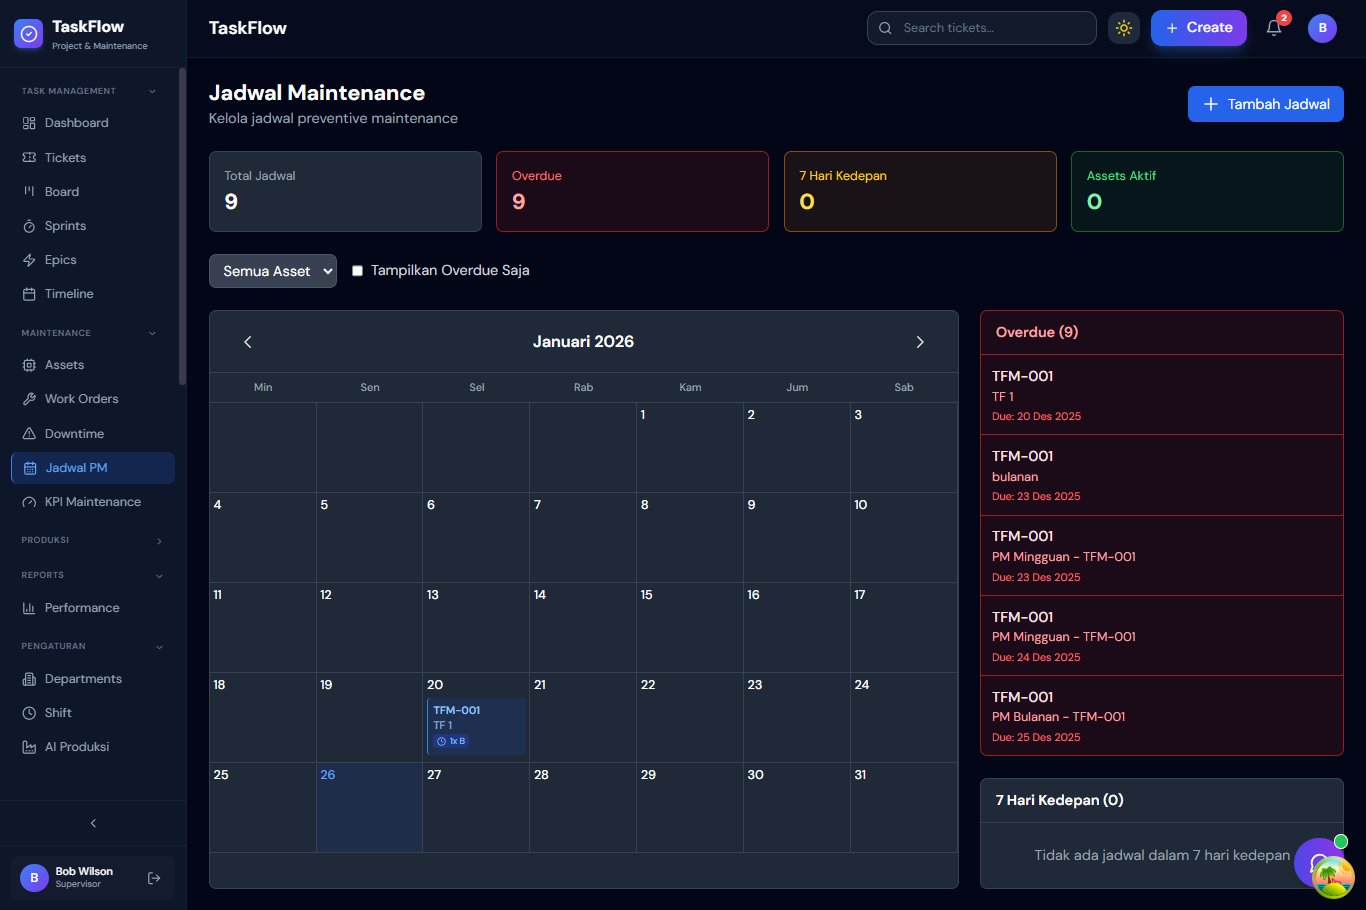 TaskFlow
Project & Maintenance
TASK MANAGEMENT
Dashboard
Tickets
Board
Sprints
Epics
Timeline
MAINTENANCE
Assets
Work Orders
Downtime
Jadwal PM
KPI Maintenance
PRODUKSI
REPORTS
Performance
PENGATURAN
Departments
Shift
AI Produksi
B
Bob Wilson
Supervisor
TaskFlow
Search tickets...
+ Create
2
B
Jadwal Maintenance
Kelola jadwal preventive maintenance
+ Tambah Jadwal
Total Jadwal
9
Overdue
9
7 Hari Kedepan
0
Assets Aktif
0
Semua Asset
Tampilkan Overdue Saja
Januari 2026
Min Sen Sel Rab Kam Jum Sab
1 2 3
4 5 6 7 8 9 10
11 12 13 14 15 16 17
18 19 20 21 22 23 24
TFM-001
TF 1
1x B
25 26 27 28 29 30 31
Overdue (9)
TFM-001
TF 1
Due: 20 Des 2025
TFM-001
bulanan
Due: 23 Des 2025
TFM-001
PM Mingguan - TFM-001
Due: 23 Des 2025
TFM-001
PM Mingguan - TFM-001
Due: 24 Des 2025
TFM-001
PM Bulanan - TFM-001
Due: 25 Des 2025
7 Hari Kedepan (0)
Tidak ada jadwal dalam 7 hari kedepan